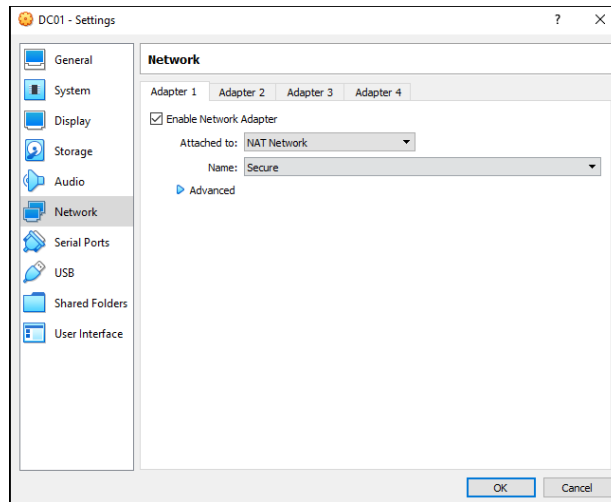 DC01 - Settings
?
General
System
Display
Storage
Audio
Network
Serial Ports
USB
Shared Folders
User Interface
Network
Adapter 1 Adapter 2 Adapter 3 Adapter 4
Enable Network Adapter
Attached to: NAT Network
Name: Secure
Advanced
OK Cancel